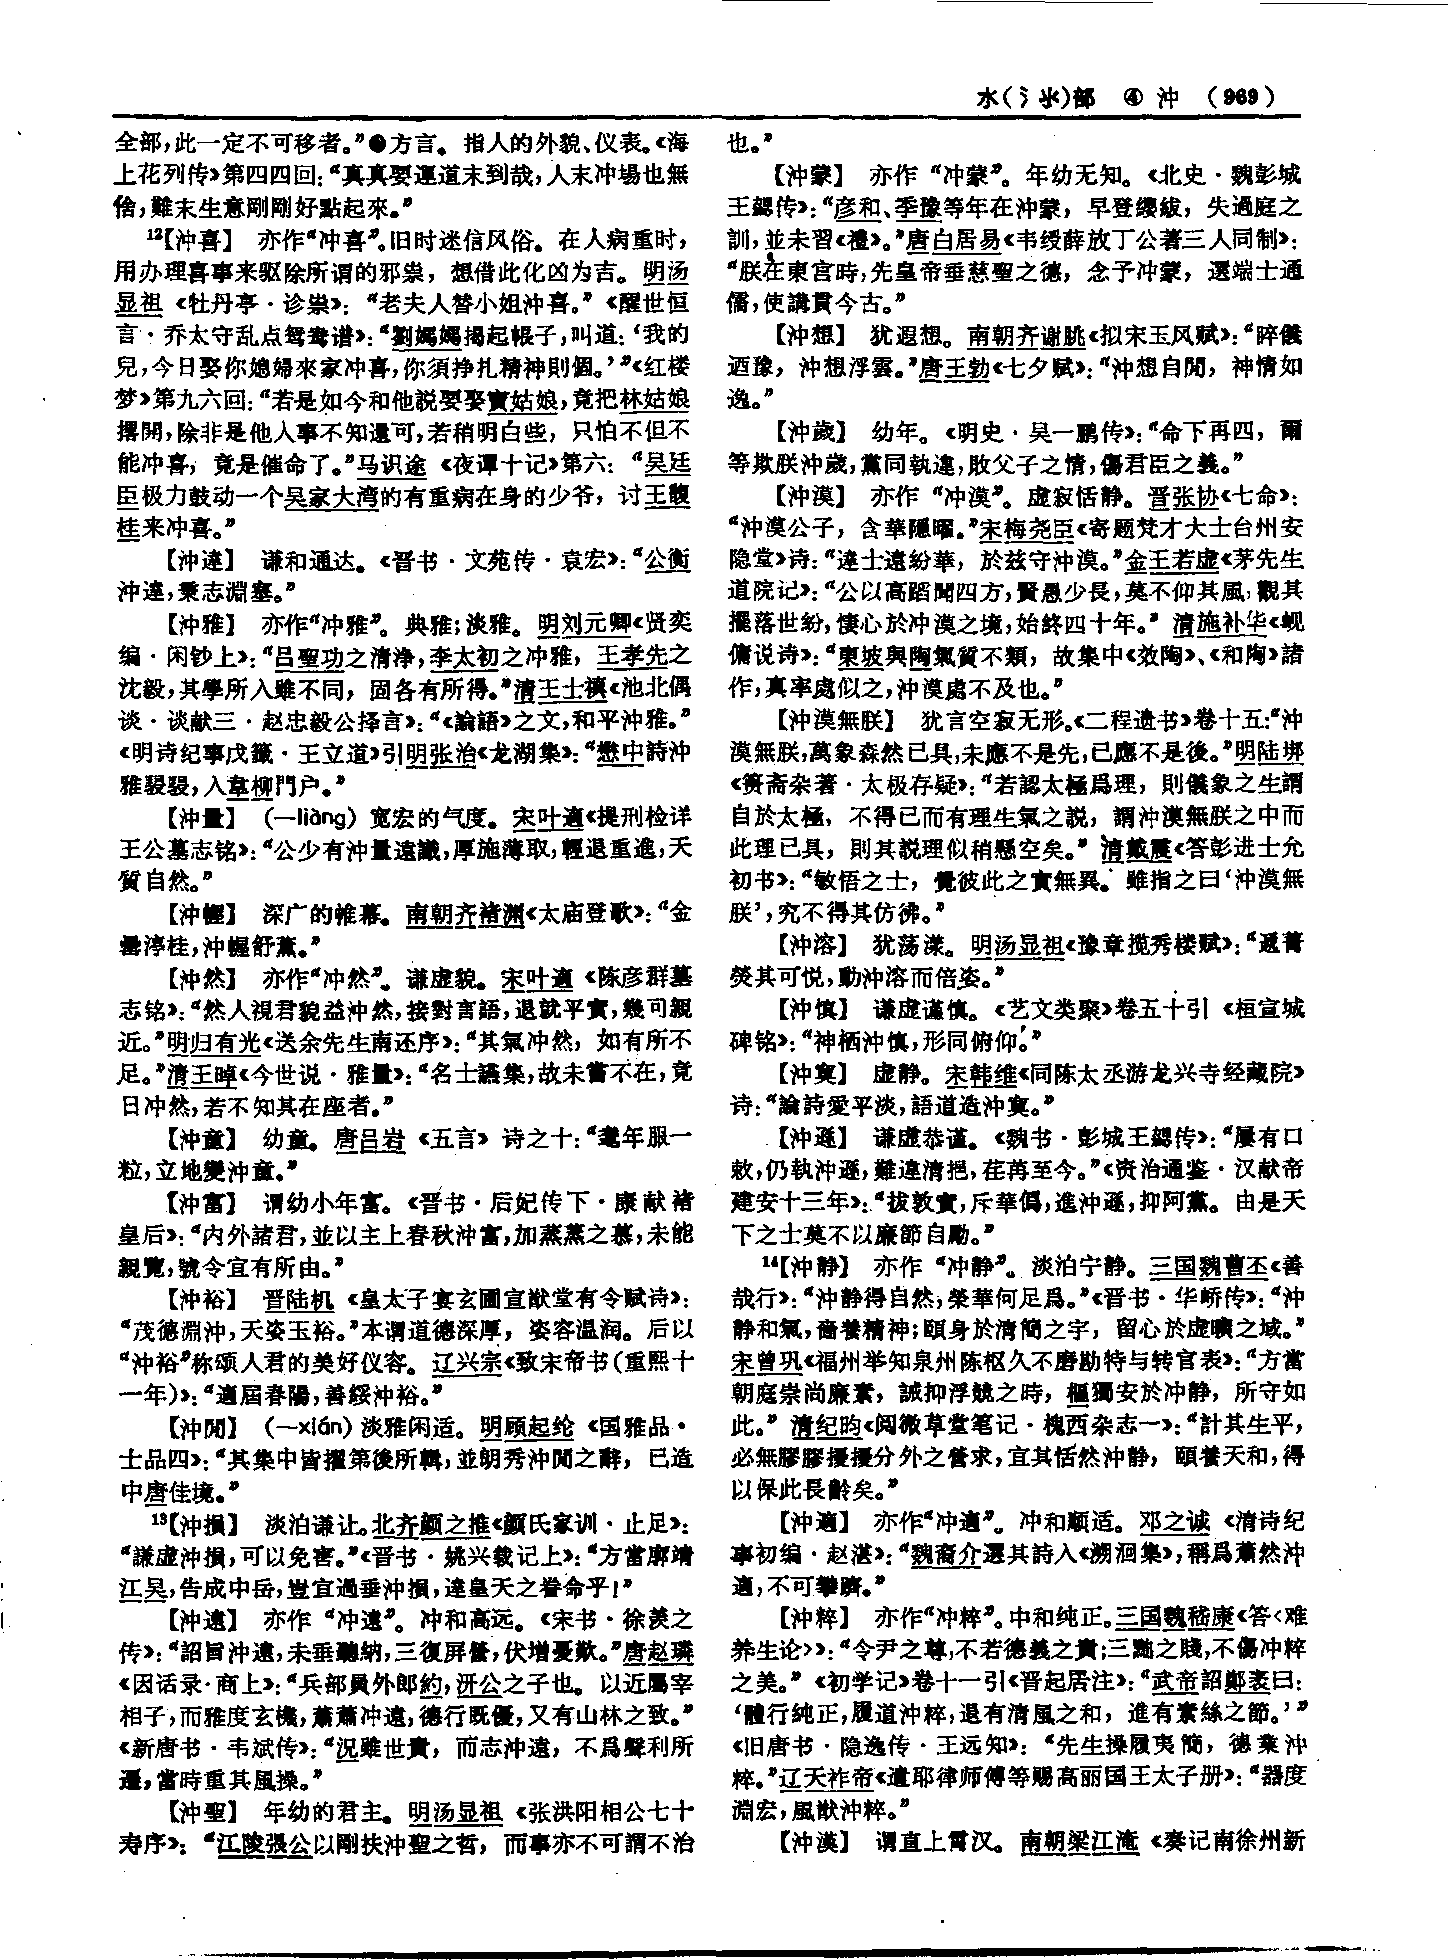 水(氵氺)部 ④ 沖 (969)
全部,此一定不可移者。”●方言。指人的外貌、仪表。《海
上花列传》第四四回:“真真耍運道末到哉,人末冲場也無
啥,難末生意剛剛好點起來。”
¹²【沖喜】 亦作“冲喜”。旧时迷信风俗。在人病重时,
用办理喜事来驱除所谓的邪祟,想借此化凶为吉。明汤
显祖《牡丹亭·诊祟》:“老夫人替小姐沖喜。”《醒世恒
言·乔太守乱点鸳鸯谱》:“劉媽媽揭起帳子,叫道:‘我的
兒,今日娶你媳婦來家冲喜,你須挣扎精神則個。’”《红楼
梦》第九六回:“若是如今和他説要娶寶姑娘,竟把林姑娘
撂開,除非是他人事不知還可,若稍明白些,只怕不但不
能冲喜,竟是催命了。”马识途《夜谭十记》第六:“吴廷
臣极力鼓动一个吴家大湾的有重病在身的少爷,讨王馥
桂来冲喜。”
【沖達】 谦和通达。《晋书·文苑传·袁宏》:“公衡
沖達,秉志淵塞。”
【沖雅】 亦作“冲雅”。典雅;淡雅。明刘元卿《贤奕
编·闲钞上》:“吕聖功之清净,李太初之冲雅,王孝先之
沈毅,其學所入雖不同,固各有所得。”清王士禛《池北偶
谈·谈献三·赵忠毅公择言》:“《論語》之文,和平沖雅。”
《明诗纪事戊籤·王立道》引明张治《龙湖集》:“懋中詩沖
雅駸駸,入韋柳門户。”
【沖量】 (—liàng) 宽宏的气度。宋叶適《提刑检详
王公墓志铭》:“公少有沖量遠識,厚施薄取,輕退重進,天
質自然。”
【沖幄】 深广的帷幕。南朝齐褚渊《太庙登歌》:“金
罍渟桂,沖幄舒薰。”
【沖然】 亦作“冲然”。谦虚貌。宋叶適《陈彦群墓
志铭》:“然人視君貌益沖然,接對言語,退就平實,幾可親
近。”明归有光《送余先生南还序》:“其氣冲然,如有所不
足。”清王晫《今世说·雅量》:“名士讌集,故未嘗不在,竟
日冲然,若不知其在座者。”
【沖童】 幼童。唐吕岩《五言》诗之十:“耄年服一
粒,立地變沖童。”
【沖富】 谓幼小年富。《晋书·后妃传下·康献褚
皇后》:“内外諸君,並以主上春秋沖富,加蒸蒸之慕,未能
親覽,號令宜有所由。”
【沖裕】 晋陆机《皇太子宴玄圃宣猷堂有令赋诗》:
“茂德淵沖,天姿玉裕。”本谓道德深厚,姿容温润。后以
“沖裕”称颂人君的美好仪容。辽兴宗《致宋帝书(重熙十
一年)》:“適屆春陽,善綏沖裕。”
【沖閒】 (—xián) 淡雅闲适。明顾起纶《国雅品·
士品四》:“其集中皆擢第後所輯,並朗秀沖閒之辭,已造
中唐佳境。”
¹³【沖損】 淡泊谦让。北齐颜之推《颜氏家训·止足》:
“謙虚沖損,可以免害。”《晋书·姚兴载记上》:“方當廓靖
江吴,告成中岳,豈宜過垂沖損,違皇天之眷命乎!”
【沖遠】 亦作“冲遠”。冲和高远。《宋书·徐羡之
传》:“詔旨沖遠,未垂聽納,三復屏營,伏增憂歎。”唐赵璘
《因话录·商上》:“兵部員外郎約,汧公之子也。以近屬宰
相子,而雅度玄機,蕭蕭冲遠,德行既優,又有山林之致。”
《新唐书·韦斌传》:“況雖世貴,而志沖遠,不爲聲利所
遷,當時重其風操。”
【沖聖】 年幼的君主。明汤显祖《张洪阳相公七十
寿序》:“江陵張公以剛扶沖聖之哲,而事亦不可謂不治
也。”
【沖蒙】 亦作“冲蒙”。年幼无知。《北史·魏彭城
王勰传》:“彦和、季豫等年在沖蒙,早登纓紱,失過庭之
訓,並未習《禮》。”唐白居易《韦绶薛放丁公著三人同制》:
“朕在東宫時,先皇帝垂慈聖之德,念予冲蒙,選端士通
儒,使講貫今古。”
【沖想】 犹遐想。南朝齐谢朓《拟宋玉风赋》:“晬儀
迺豫,沖想浮雲。”唐王勃《七夕赋》:“沖想自閒,神情如
逸。”
【沖歲】 幼年。《明史·吴一鹏传》:“命下再四,爾
等欺朕沖歲,黨同執違,敗父子之情,傷君臣之義。”
【沖漠】 亦作“冲漠”。虚寂恬静。晋张协《七命》:
“沖漠公子,含華隱曜。”宋梅尧臣《寄题梵才大士台州安
隐堂》诗:“達士遠紛華,於兹守沖漠。”金王若虚《茅先生
道院记》:“公以高蹈聞四方,賢愚少長,莫不仰其風,觀其
擺落世紛,悽心於冲漠之境,始終四十年。”清施补华《岘
傭说诗》:“東坡與陶氣質不類,故集中《效陶》、《和陶》諸
作,真率處似之,沖漠處不及也。”
【沖漠無朕】 犹言空寂无形。《二程遗书》卷十五:“沖
漠無朕,萬象森然已具,未應不是先,已應不是後。”明陆垹
《篑斋杂著·太极存疑》:“若認太極爲理,則儀象之生謂
自於太極,不得已而有理生氣之説,謂沖漠無朕之中而
此理已具,則其説理似稍懸空矣。”清戴震《答彭进士允
初书》:“敏悟之士,覺彼此之實無異。雖指之曰‘沖漠無
朕’,究不得其仿彿。”
【沖溶】 犹荡漾。明汤显祖《豫章揽秀楼赋》:“逼菁
熒其可悦,動沖溶而倍姿。”
【沖慎】 谦虚谨慎。《艺文类聚》卷五十引《桓宣城
碑铭》:“神栖沖慎,形同俯仰。”
【沖寞】 虚静。宋韩维《同陈太丞游龙兴寺经藏院》
诗:“論詩愛平淡,語道造沖寞。”
【沖遜】 谦虚恭谨。《魏书·彭城王勰传》:“屢有口
敕,仍執沖遜,難違清挹,荏苒至今。”《资治通鉴·汉献帝
建安十三年》:“拔敦實,斥華僞,進沖遜,抑阿黨。由是天
下之士莫不以廉節自勵。”
¹⁴【沖静】 亦作“冲静”。淡泊宁静。三国魏曹丕《善
哉行》:“沖静得自然,榮華何足爲。”《晋书·华峤传》:“沖
静和氣,嗇養精神;頤身於清簡之宇,留心於虚曠之域。”
宋曾巩《福州举知泉州陈枢久不磨勘特与转官表》:“方當
朝庭崇尚廉素,誠抑浮競之時,樞獨安於冲静,所守如
此。”清纪昀《阅微草堂笔记·槐西杂志一》:“計其生平,
必無膠膠擾擾分外之營求,宜其恬然沖静,頤養天和,得
以保此長齡矣。”
【沖適】 亦作“冲適”。冲和顺适。邓之诚《清诗纪
事初编·赵湛》:“魏裔介選其詩入《溯洄集》,稱爲蕭然沖
適,不可攀躋。”
【沖粹】 亦作“冲粹”。中和纯正。三国魏嵇康《答〈难
养生论〉》:“令尹之尊,不若德義之貴;三黜之賤,不傷冲粹
之美。”《初学记》卷十一引《晋起居注》:“武帝詔鄭袤曰:
‘體行純正,履道沖粹,退有清風之和,進有素絲之節。’”
《旧唐书·隐逸传·王远知》:“先生操履夷簡,德業沖
粹。”辽天祚帝《遣耶律师傅等赐高丽国王太子册》:“器度
淵宏,風猷沖粹。”
【沖漢】 谓直上霄汉。南朝梁江淹《奏记南徐州新